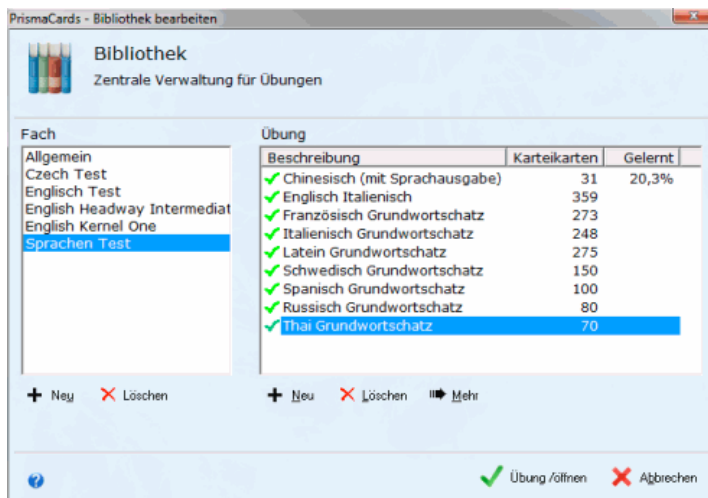 PrismaCards - Bibliothek bearbeiten
Bibliothek
Zentrale Verwaltung für Übungen
Fach
Allgemein
Czech Test
Englisch Test
English Headway Intermediat
English Kernel One
Sprachen Test
Neu Löschen
Übung
Beschreibung Karteikarten Gelernt
Chinesisch (mit Sprachausgabe) 31 20,3%
Englisch Italienisch 359
Französisch Grundwortschatz 273
Italienisch Grundwortschatz 248
Latein Grundwortschatz 275
Schwedisch Grundwortschatz 150
Spanisch Grundwortschatz 100
Russisch Grundwortschatz 80
Thai Grundwortschatz 70
Neu Löschen Mehr
Übung /öffnen Abbrechen